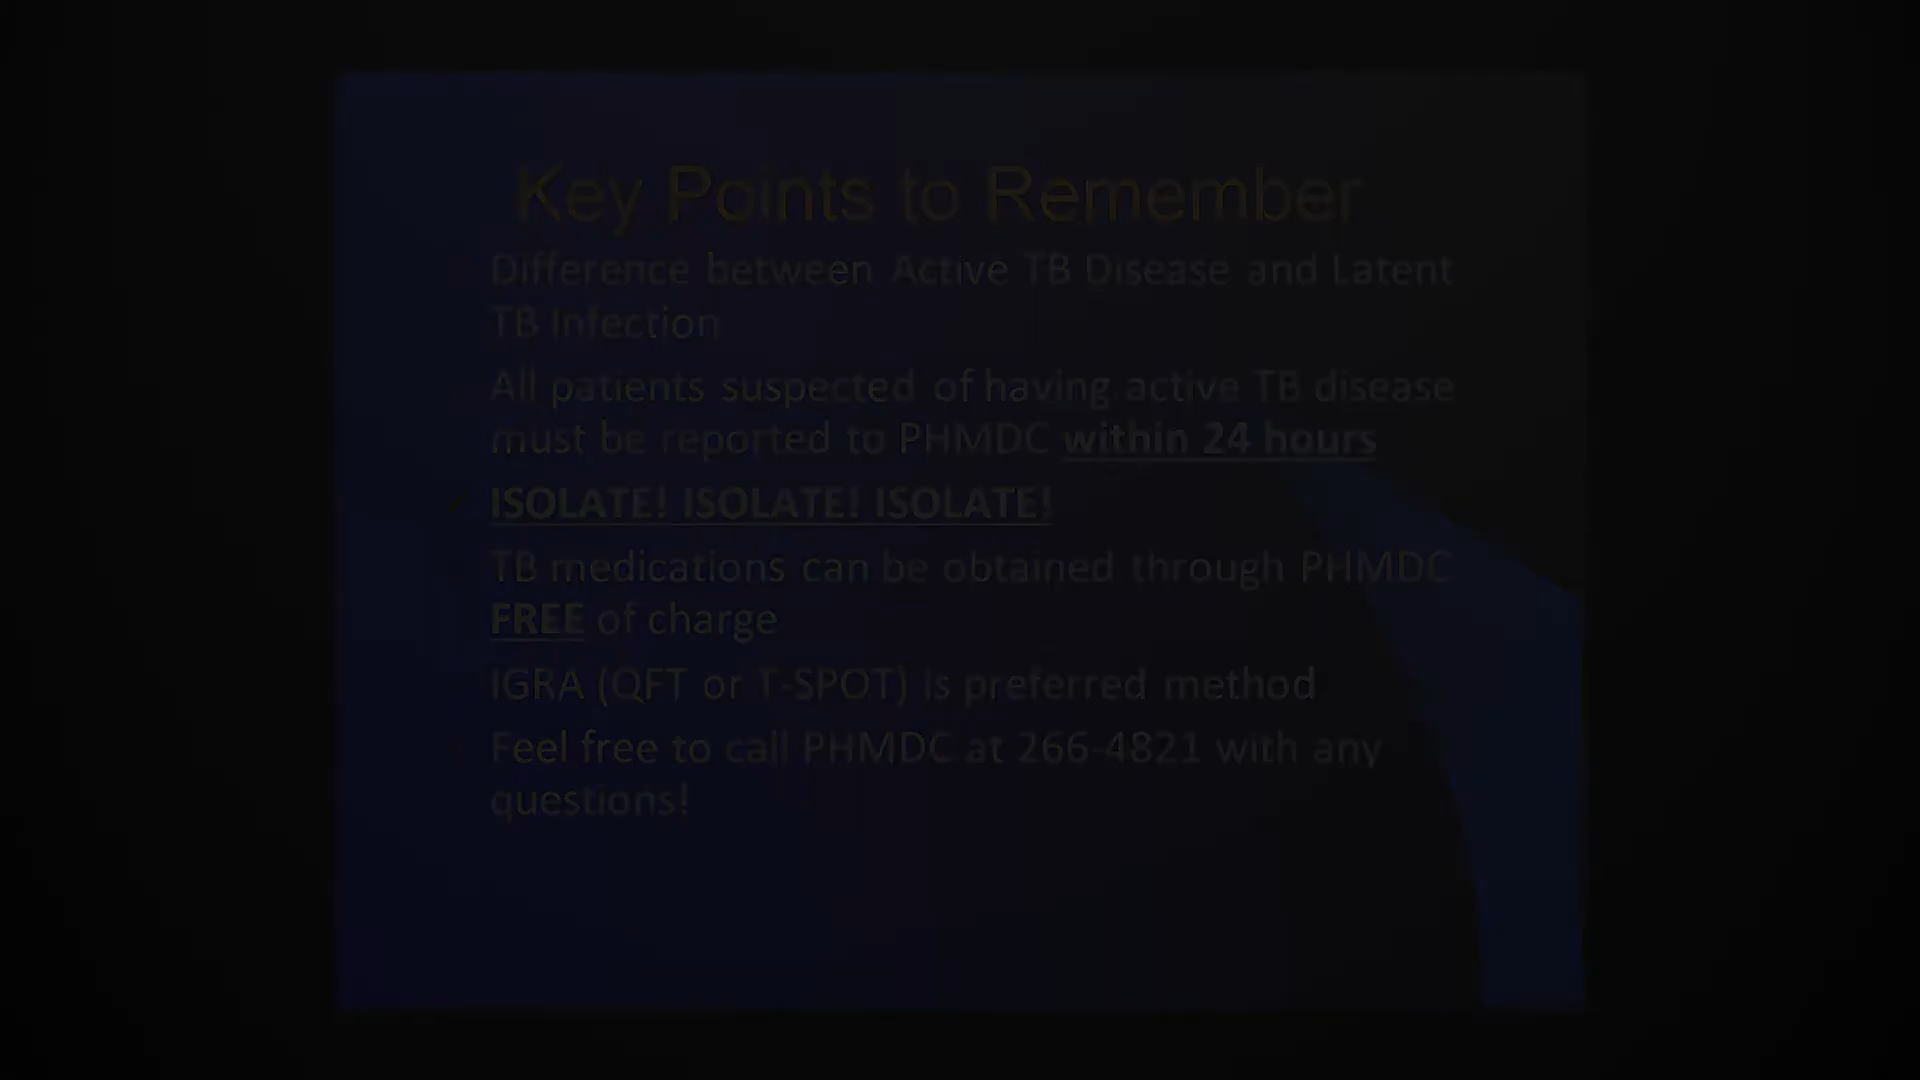 Key Points to Remember
Difference between Active TB Disease and Latent
TB Infection
All patients suspected of having active TB disease
must be reported to PHMDC within 24 hours
ISOLATE! ISOLATE! ISOLATE!
TB medications can be obtained through PHMDC
FREE of charge
IGRA (QFT or T-SPOT) is preferred method
Feel free to call PHMDC at 266-4821 with any
questions!